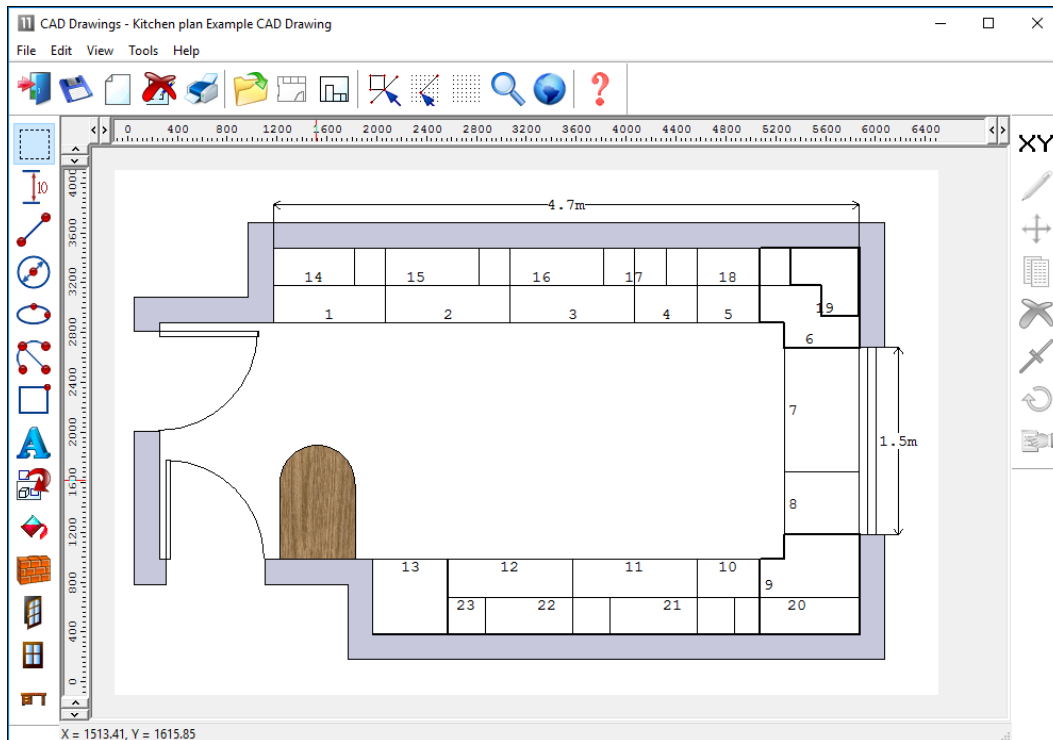 CAD Drawings - Kitchen plan Example CAD Drawing
File Edit View Tools Help
0 400 800 1200 1600 2000 2400 2800 3200 3600 4000 4400 4800 5200 5600 6000 6400
XY
10
4000
3600
3200
2800
2400
2000
1600
1200
800
400
0
4.7m
14 15 16 17 18
19
1 2 3 4 5
6
7
1.5m
8
13 12 11 10
9
23 22 21 20
X = 1513.41, Y = 1615.85